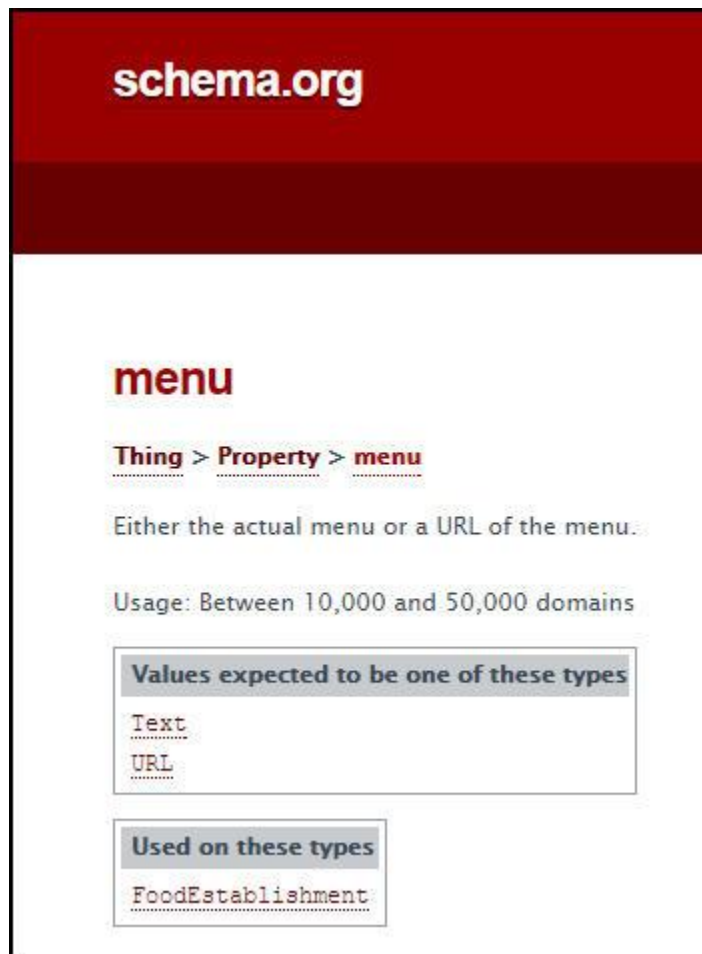 schema.org
menu
Thing > Property > menu
Either the actual menu or a URL of the menu.
Usage: Between 10,000 and 50,000 domains
Values expected to be one of these types
Text
URL
Used on these types
FoodEstablishment